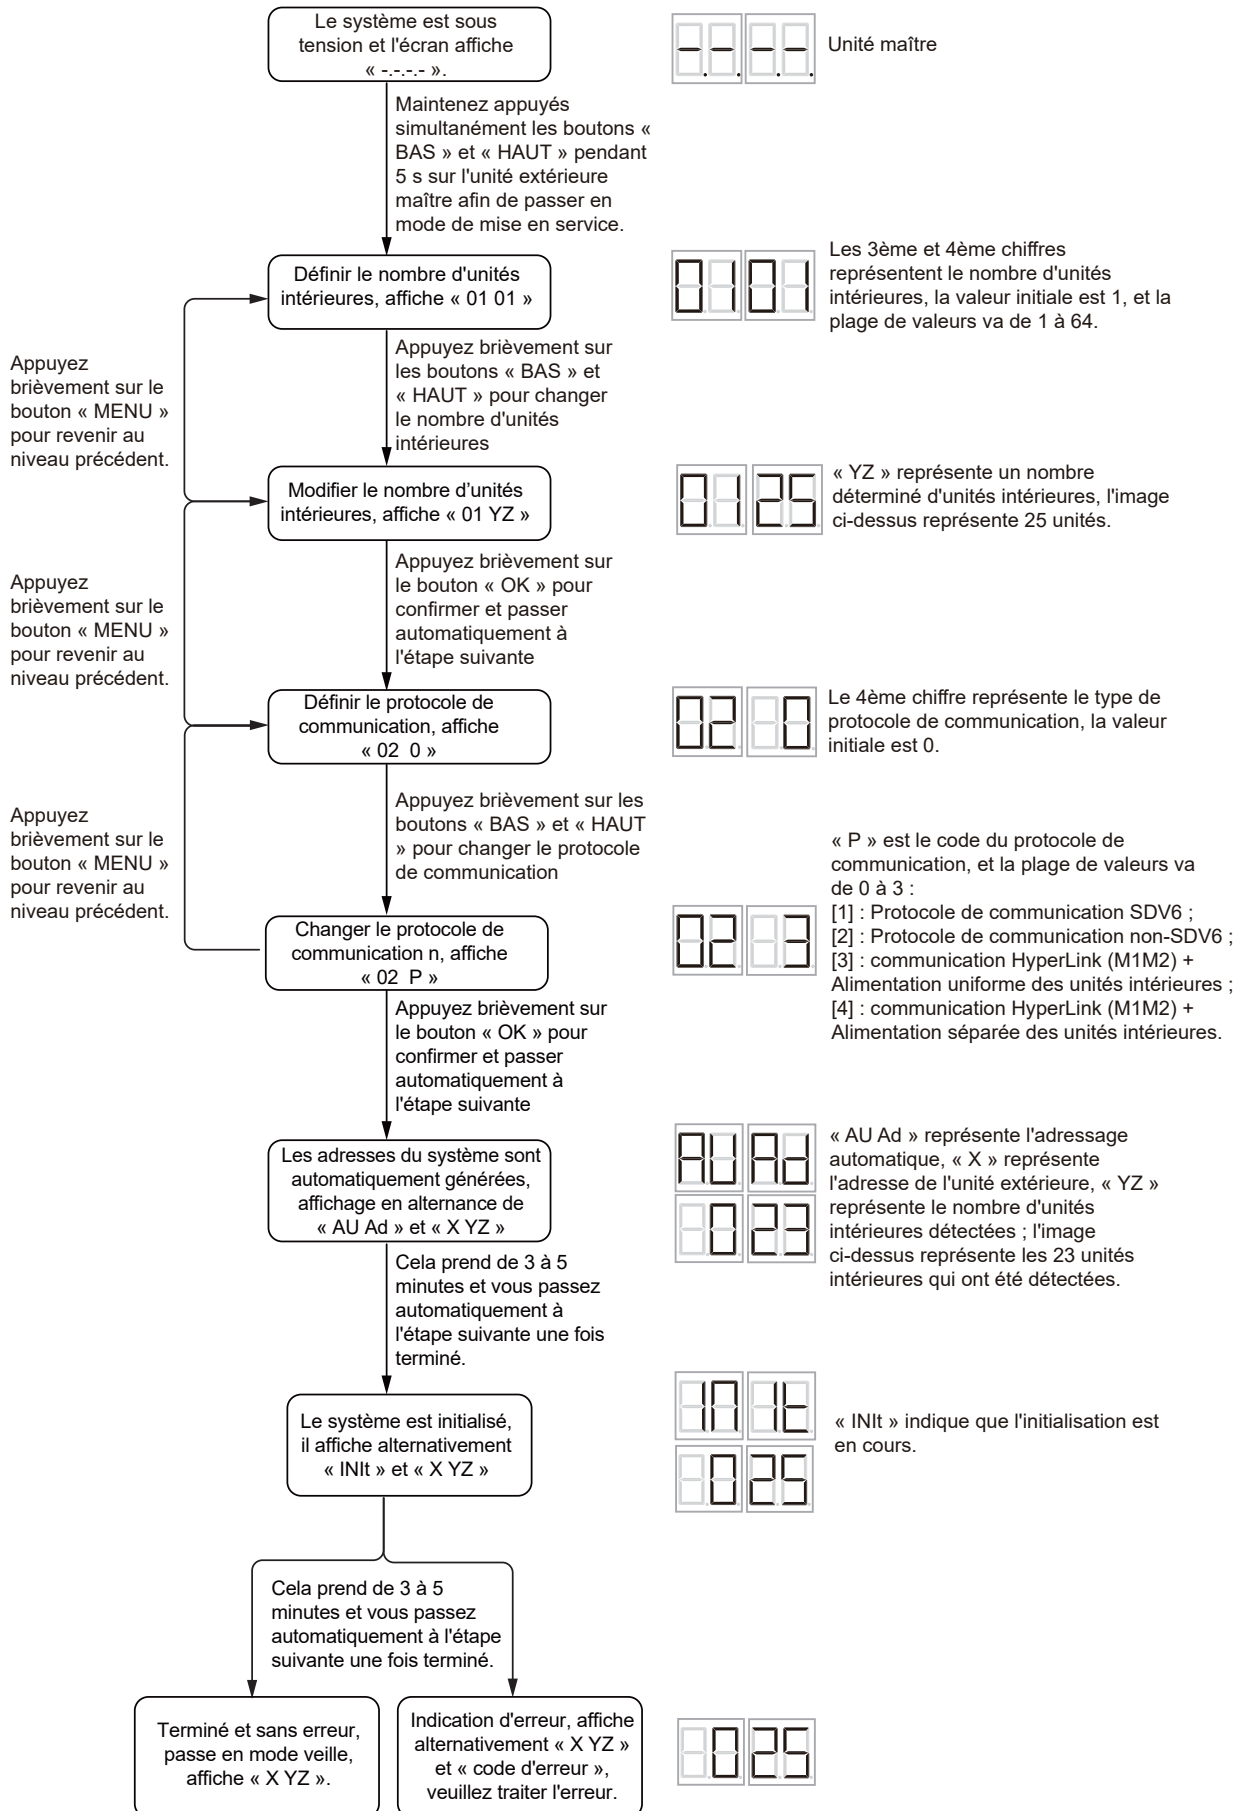 Le système est sous
tension et l'écran affiche
« -.-.-.- ».
-.-.-.-.
Unité maître
Maintenez appuyés
simultanément les boutons «
BAS » et « HAUT » pendant
5 s sur l'unité extérieure
maître afin de passer en
mode de mise en service.
Définir le nombre d'unités
intérieures, affiche « 01 01 »
0101
Les 3ème et 4ème chiffres
représentent le nombre d'unités
intérieures, la valeur initiale est 1, et la
plage de valeurs va de 1 à 64.
Appuyez
brièvement sur le
bouton « MENU »
pour revenir au
niveau précédent.
Appuyez brièvement sur
les boutons « BAS » et
« HAUT » pour changer
le nombre d'unités
intérieures
Modifier le nombre d’unités
intérieures, affiche « 01 YZ »
0125
« YZ » représente un nombre
déterminé d'unités intérieures, l'image
ci-dessus représente 25 unités.
Appuyez
brièvement sur le
bouton « MENU »
pour revenir au
niveau précédent.
Appuyez brièvement sur
le bouton « OK » pour
confirmer et passer
automatiquement à
l'étape suivante
Définir le protocole de
communication, affiche
« 02  0 »
02 0
Le 4ème chiffre représente le type de
protocole de communication, la valeur
initiale est 0.
Appuyez
brièvement sur le
bouton « MENU »
pour revenir au
niveau précédent.
Appuyez brièvement sur les
boutons « BAS » et « HAUT
» pour changer le protocole
de communication
Changer le protocole de
communication n, affiche
« 02  P »
02 3
« P » est le code du protocole de
communication, et la plage de valeurs va
de 0 à 3 :
[1] : Protocole de communication SDV6 ;
[2] : Protocole de communication non-SDV6 ;
[3] : communication HyperLink (M1M2) +
Alimentation uniforme des unités intérieures ;
[4] : communication HyperLink (M1M2) +
Alimentation séparée des unités intérieures.
Appuyez brièvement sur
le bouton « OK » pour
confirmer et passer
automatiquement à
l'étape suivante
Les adresses du système sont
automatiquement générées,
affichage en alternance de
« AU Ad » et « X YZ »
AU Ad
023
« AU Ad » représente l'adressage
automatique, « X » représente
l'adresse de l'unité extérieure, « YZ »
représente le nombre d'unités
intérieures détectées ; l'image
ci-dessus représente les 23 unités
intérieures qui ont été détectées.
Cela prend de 3 à 5
minutes et vous passez
automatiquement à
l'étape suivante une fois
terminé.
Le système est initialisé,
il affiche alternativement
« INIt » et « X YZ »
INIt
025
« INIt » indique que l'initialisation est
en cours.
Cela prend de 3 à 5
minutes et vous passez
automatiquement à l'étape
suivante une fois terminé.
Terminé et sans erreur,
passe en mode veille,
affiche « X YZ ».
Indication d'erreur, affiche
alternativement « X YZ »
et « code d'erreur »,
veuillez traiter l'erreur.
025